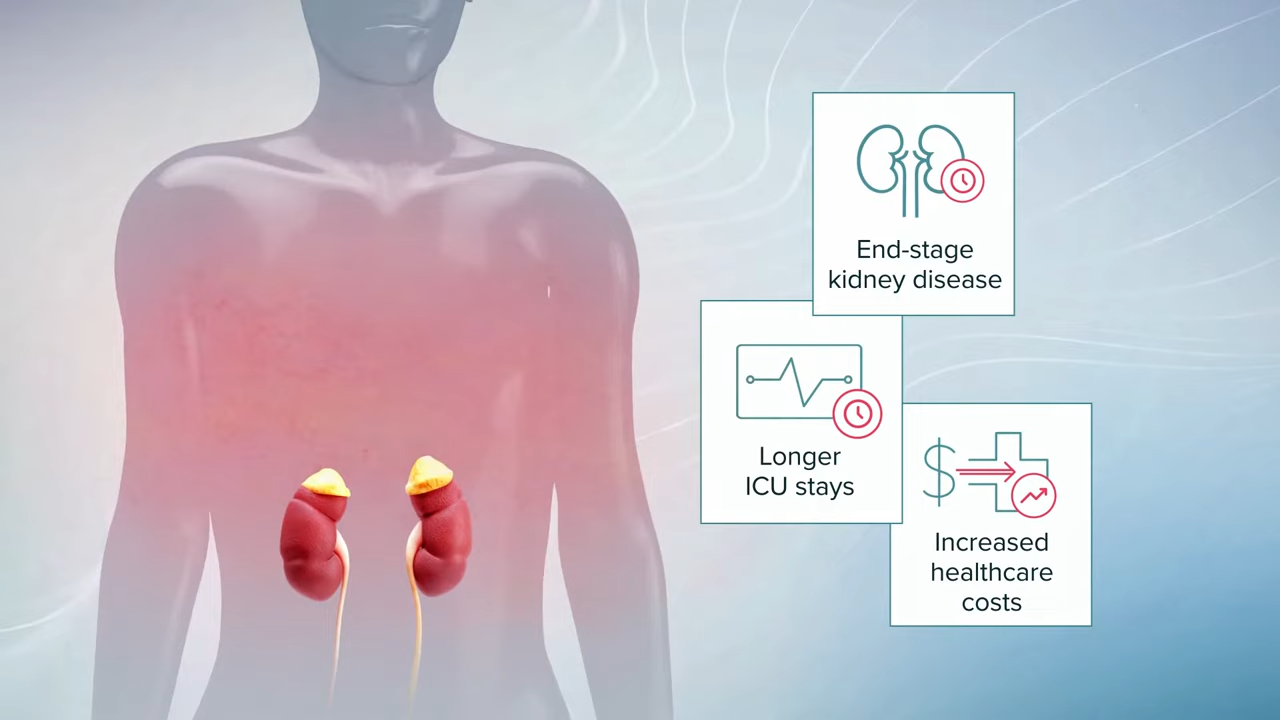 End-stage
kidney disease
Longer
ICU stays
$
Increased
healthcare
costs